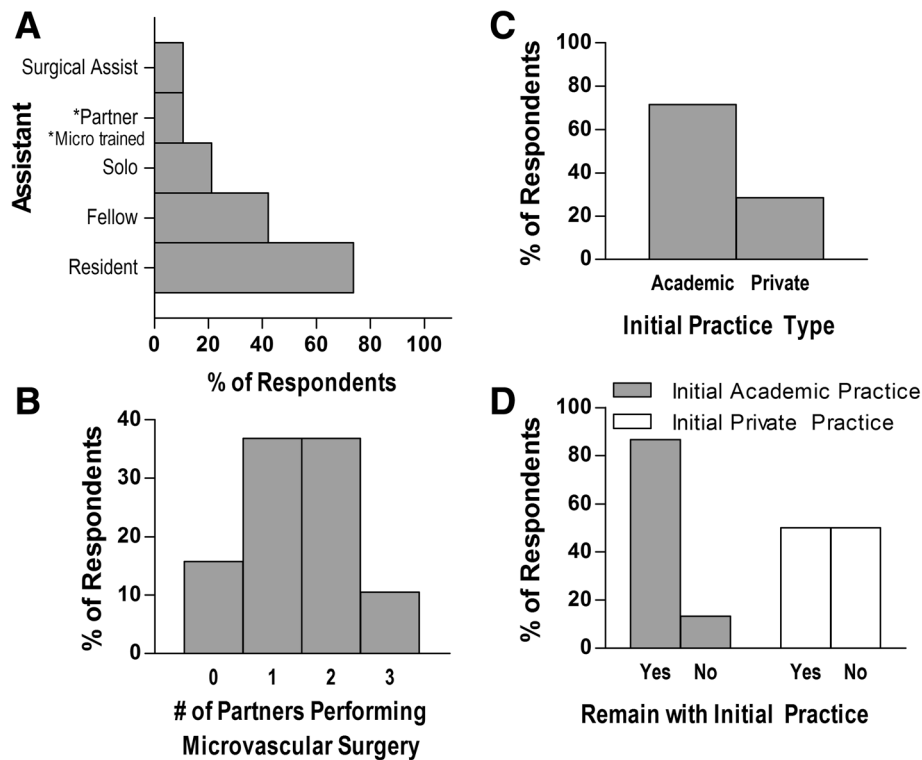 A
Assistant
Surgical Assist
*Partner
*Micro trained
Solo
Fellow
Resident
0 20 40 60 80 100
% of Respondents
B
% of Respondents
40
30
20
10
0
0 1 2 3
# of Partners Performing
Microvascular Surgery
C
% of Respondents
100
80
60
40
20
0
Academic Private
Initial Practice Type
D
Initial Academic Practice
Initial Private Practice
% of Respondents
100
80
60
40
20
0
Yes No Yes No
Remain with Initial Practice